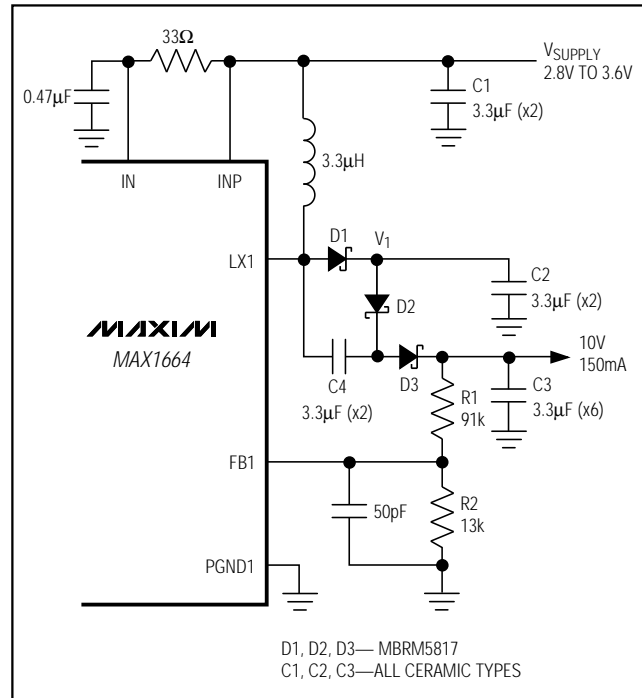 33Ω
VSUPPLY
2.8V TO 3.6V
0.47μF
C1
3.3μF (x2)
3.3μH
IN
INP
LX1
D1
V1
D2
C2
3.3μF (x2)
MAXIM
MAX1664
C4
3.3μF (x2)
D3
10V
150mA
R1
91k
C3
3.3μF (x6)
FB1
50pF
R2
13k
PGND1
D1, D2, D3— MBRM5817
C1, C2, C3—ALL CERAMIC TYPES